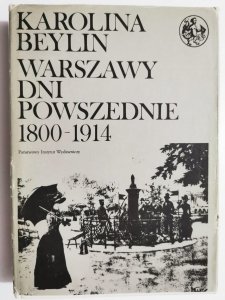 KAROLINA
BEYLIN
WARSZAWY
DNI
POWSZEDNIE
1800-1914
Państwowy Instytut Wydawniczy